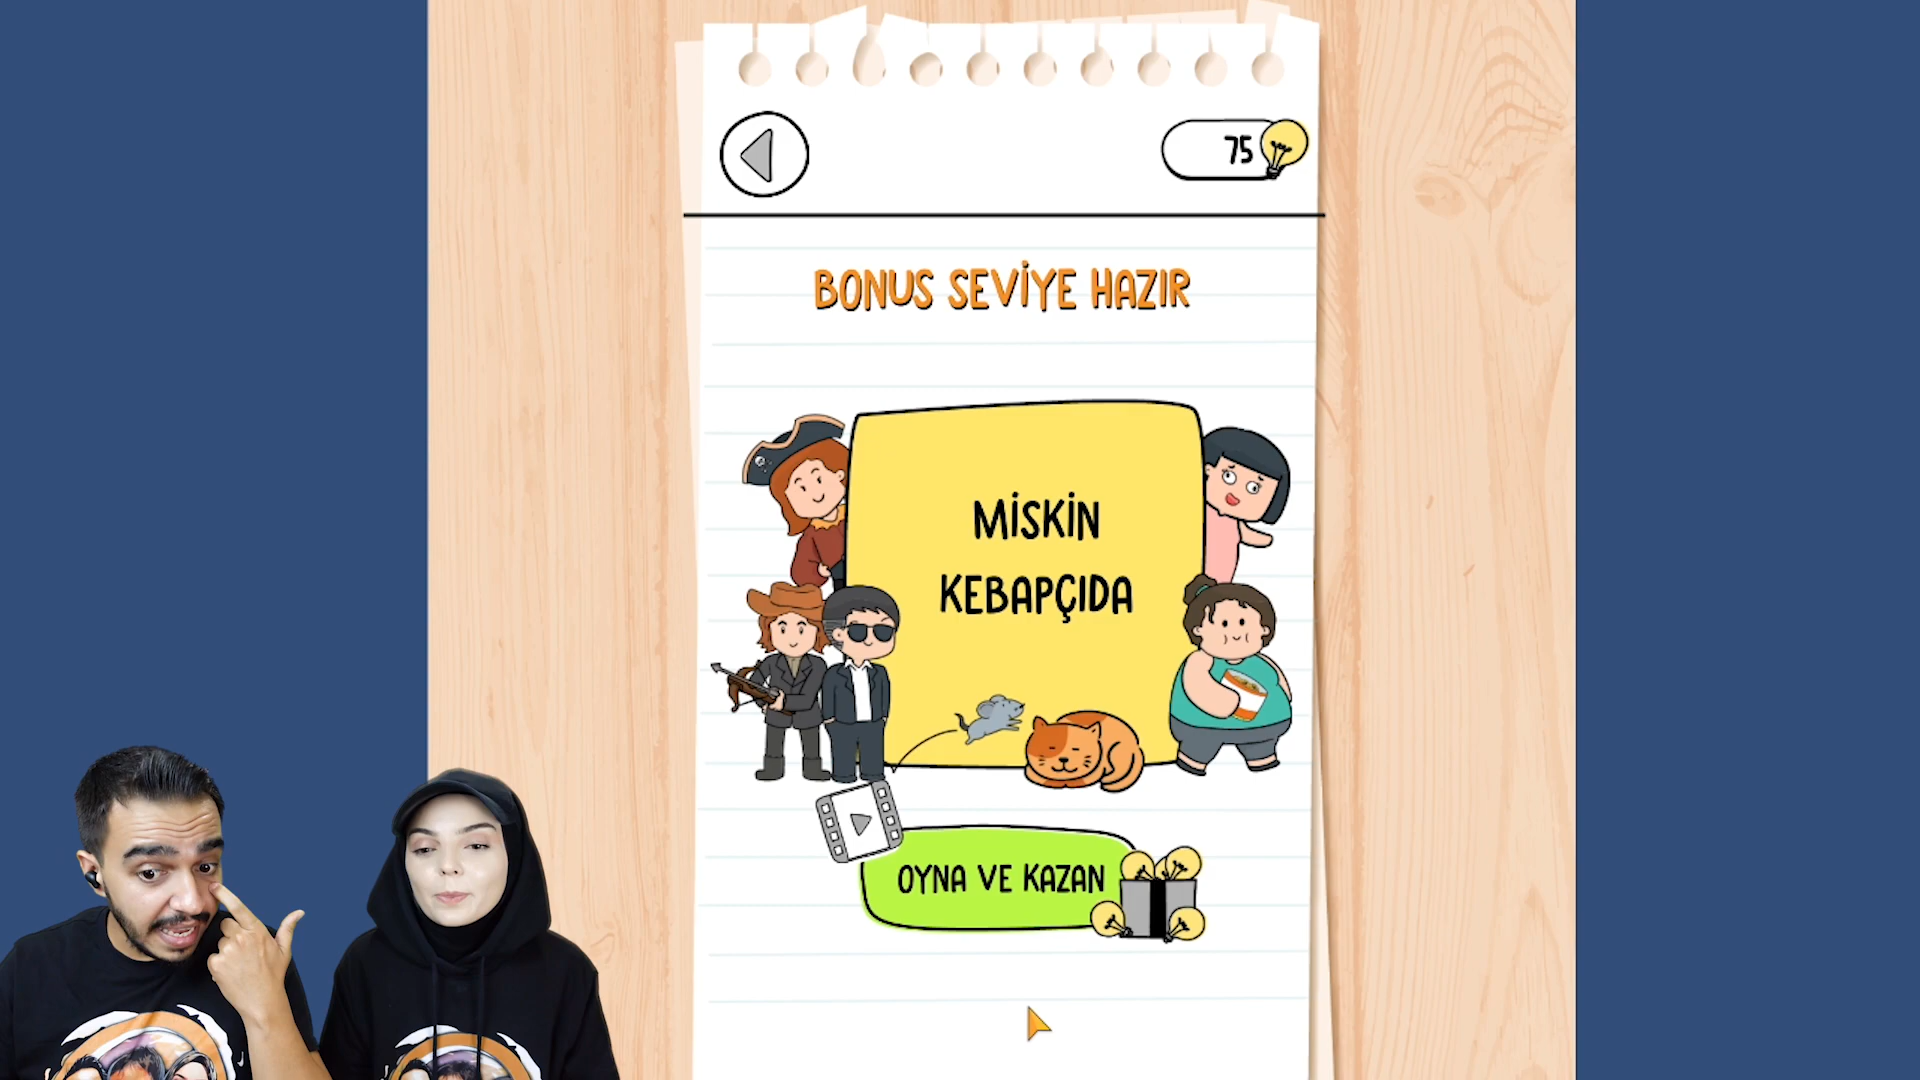 75
BONUS SEVİYE HAZIR
MİSKİN
KEBAPÇIDA
OYNA VE KAZAN